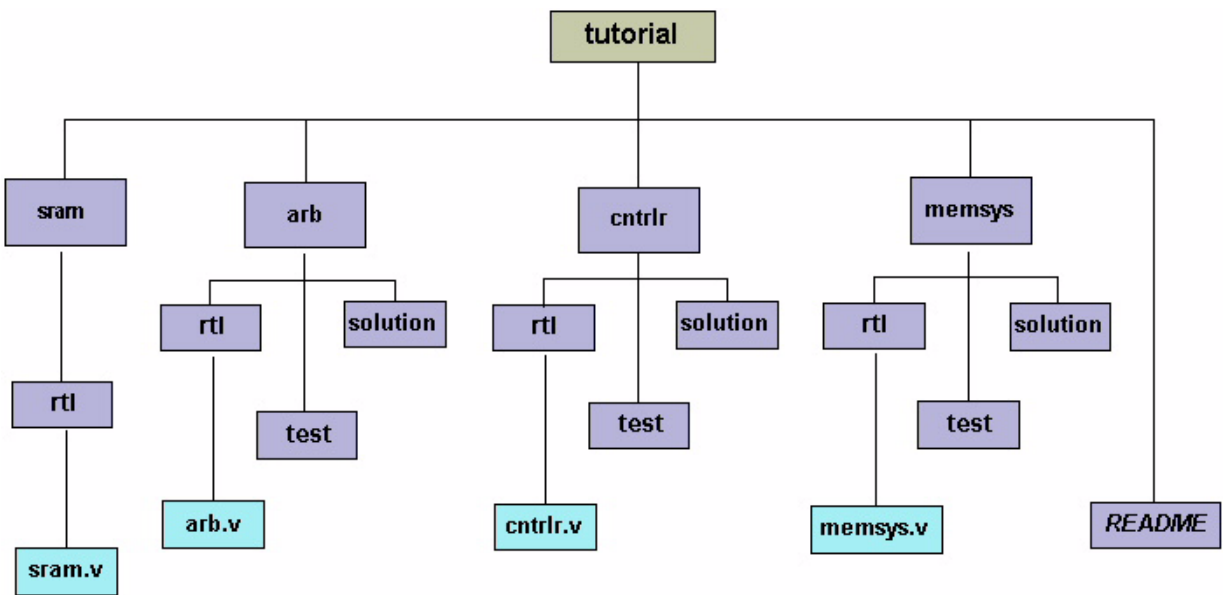 tutorial
sram
arb
cntrlr
memsys
rtl
solution
rtl
solution
rtl
solution
rtl
test
test
test
arb.v
cntrlr.v
memsys.v
README
sram.v